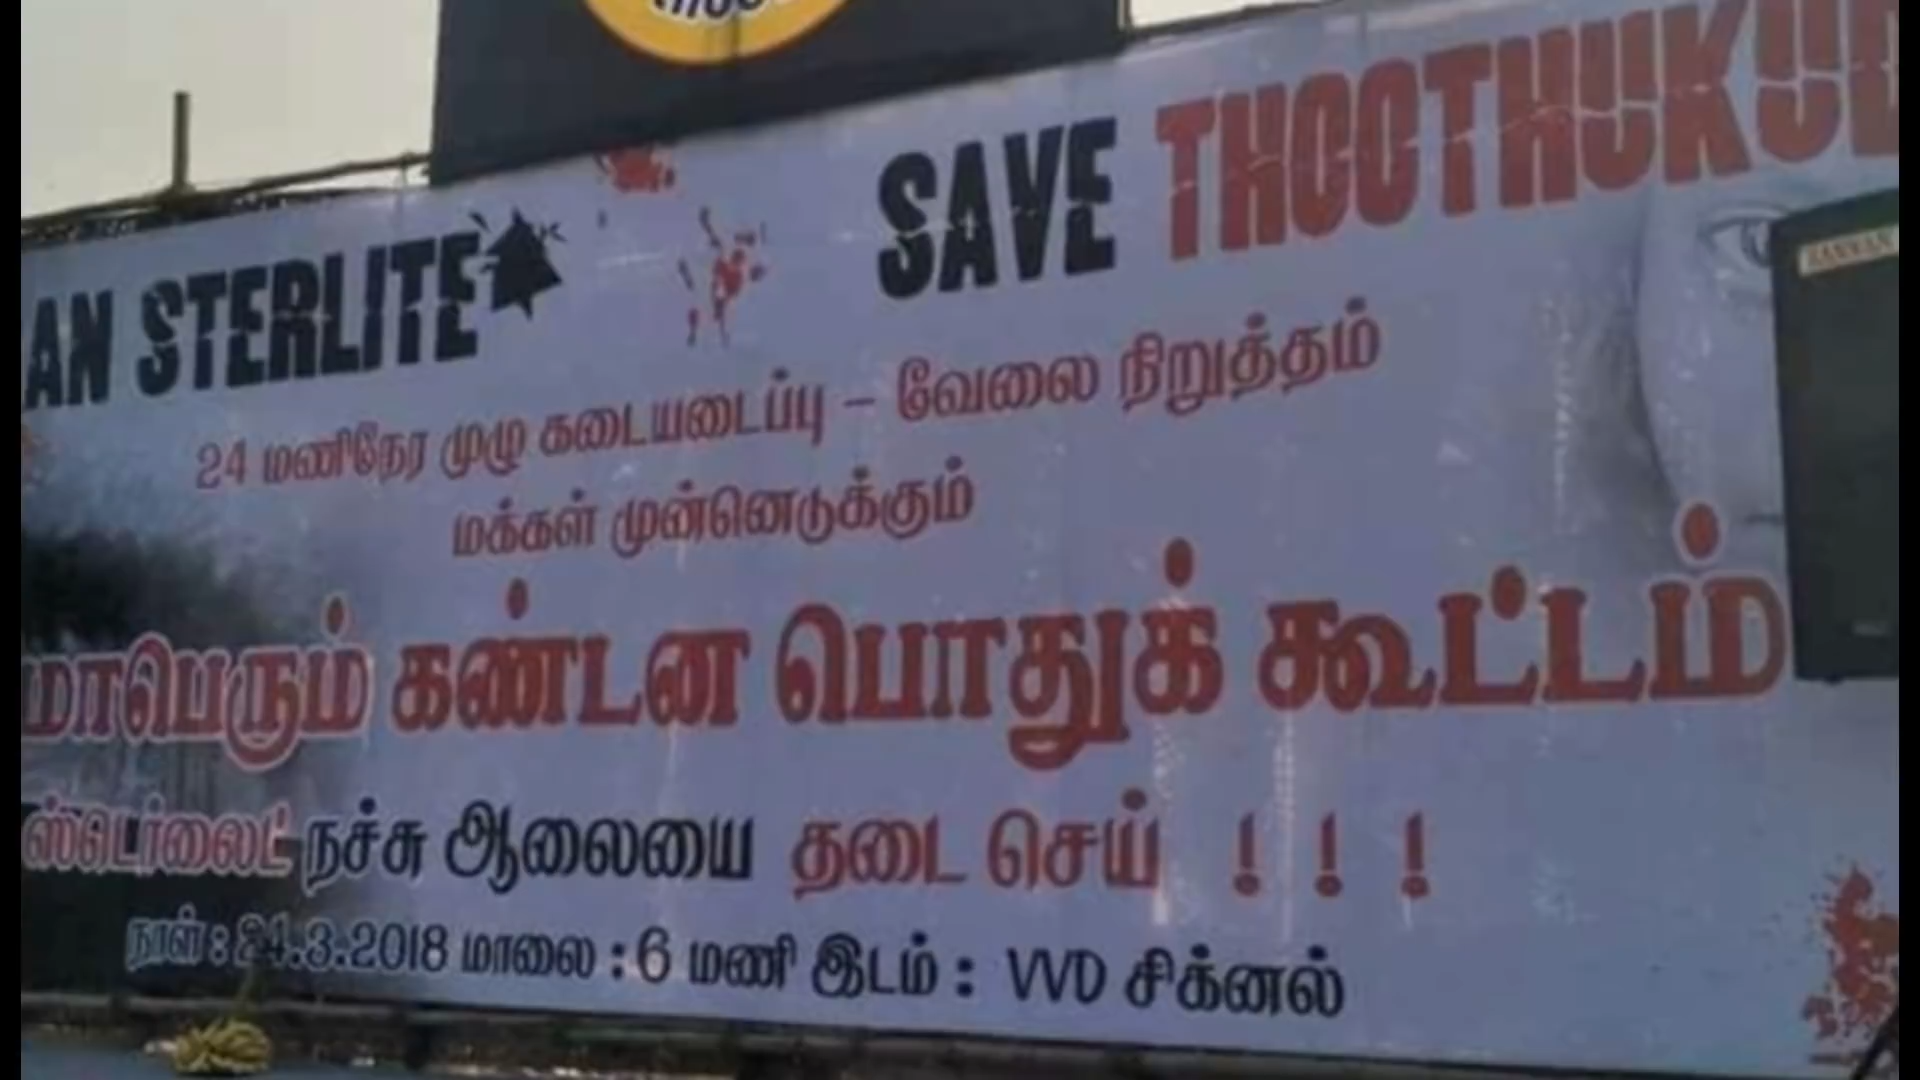 AN STERLITE SAVE THOOTHUKUD
24 மணிநேர முழு கடையடைப்பு – வேலை நிறுத்தம்
மக்கள் முன்னெடுக்கும்
மாபெரும் கண்டன பொதுக் கூட்டம்
ஸ்டெர்லைட் நச்சு ஆலையை தடை செய் ! ! !
நாள் : 24.3.2018 மாலை : 6 மணி இடம் : VVD சிக்னல்